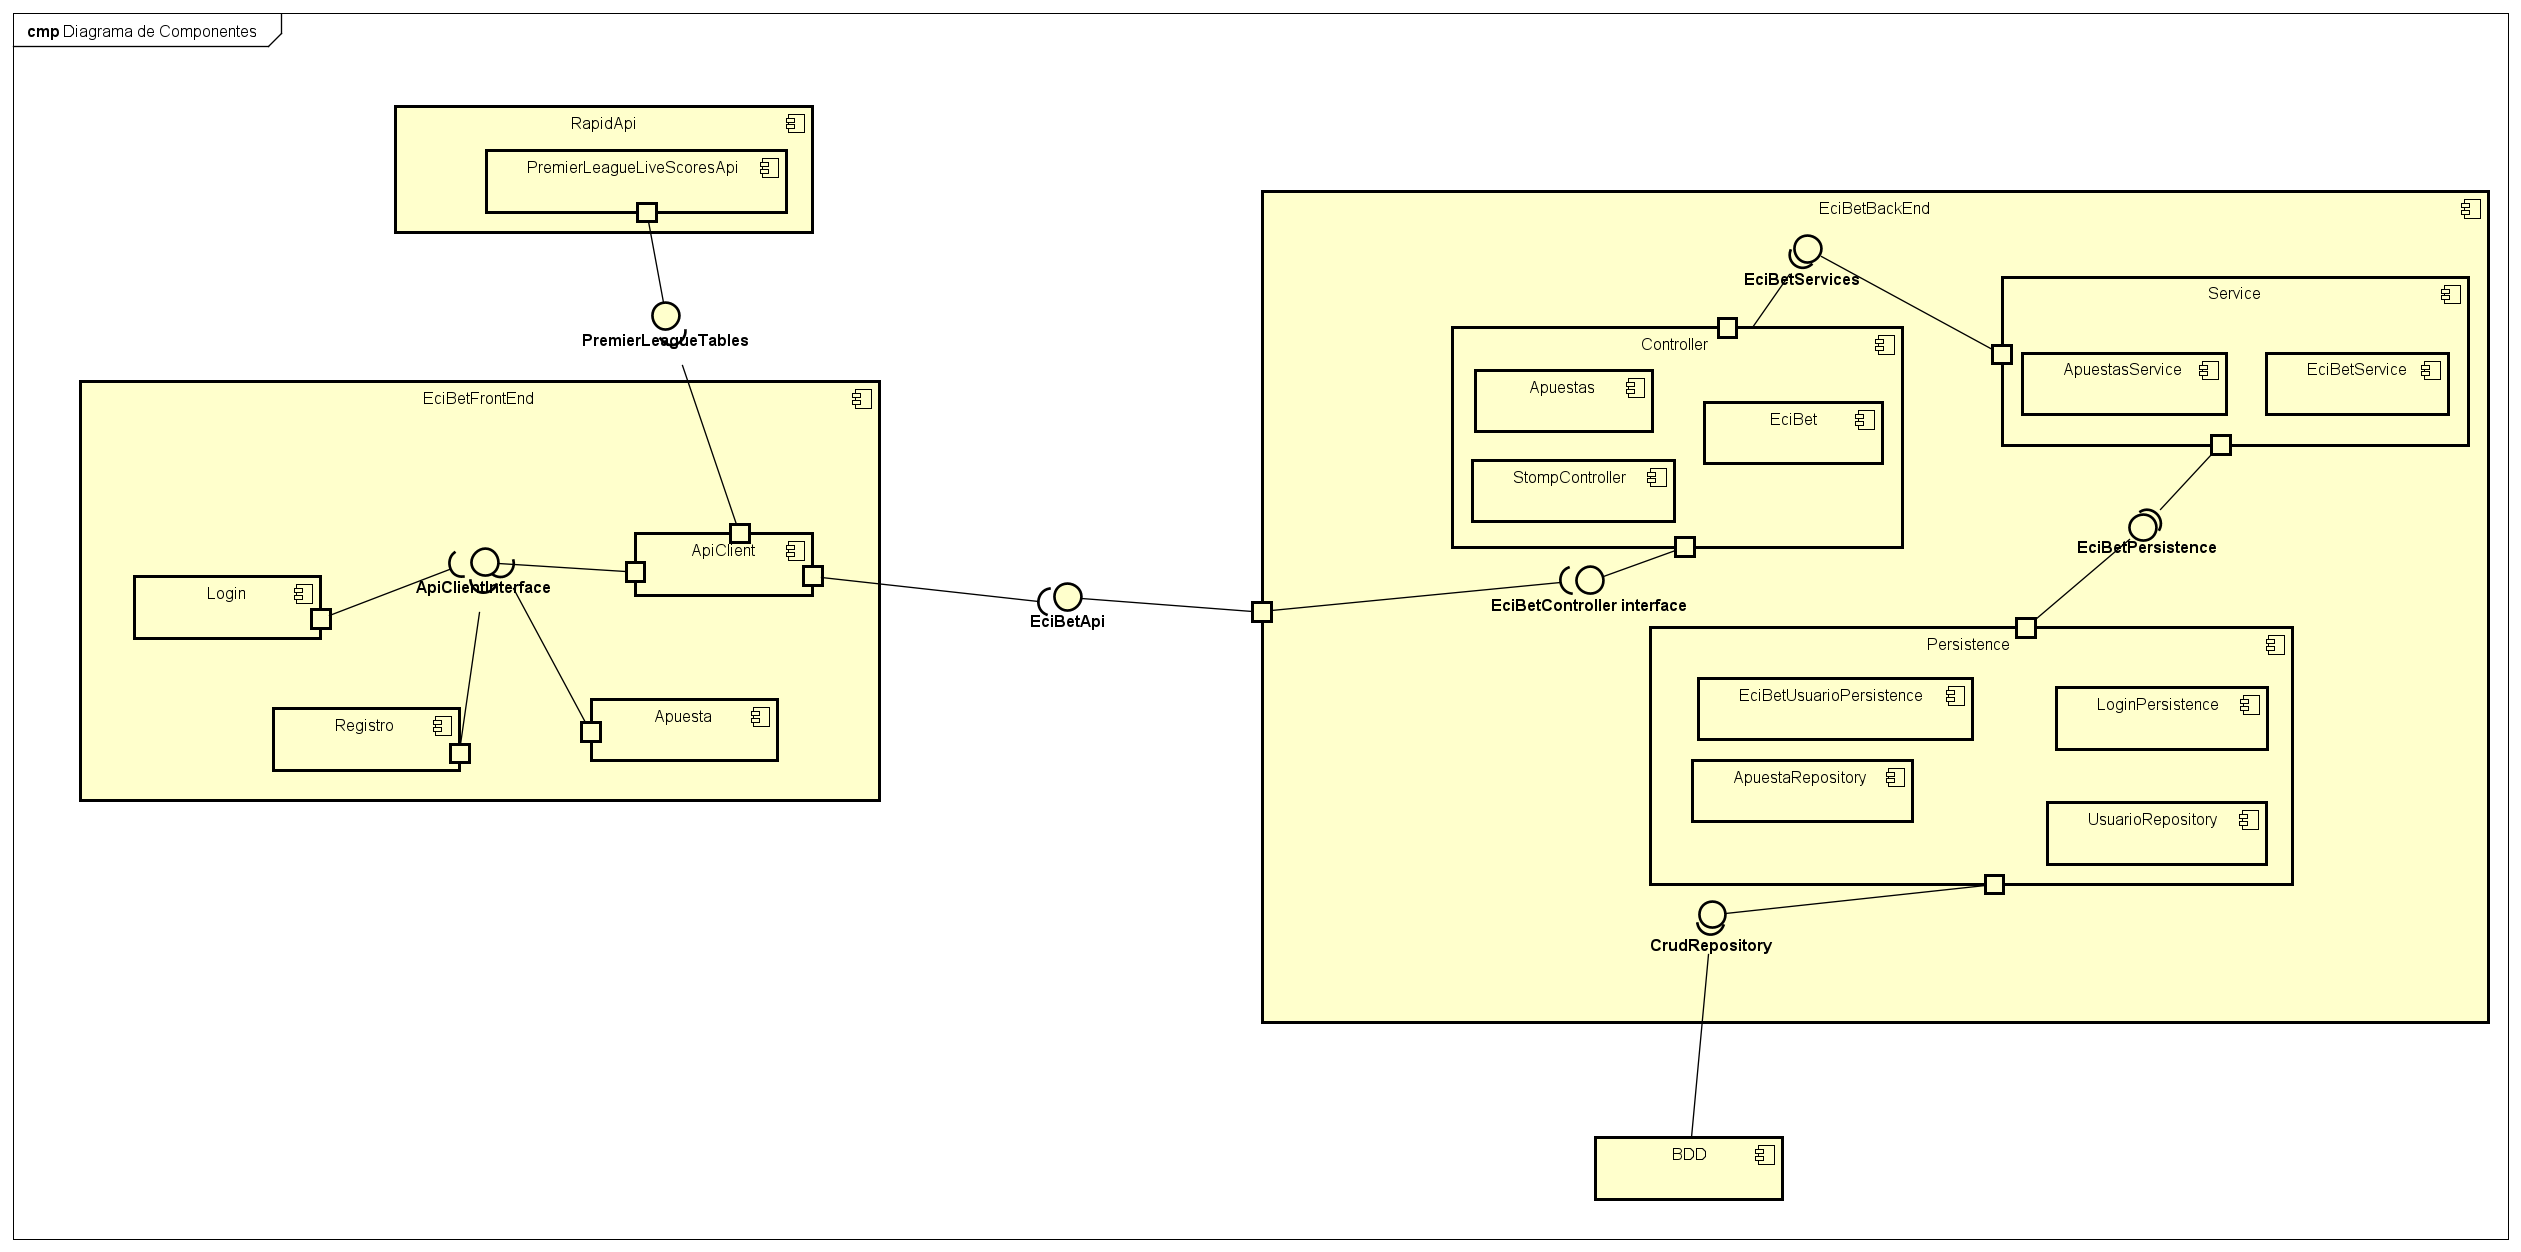 cmp Diagrama de Componentes
RapidApi
PremierLeagueLiveScoresApi
PremierLeagueTables
EciBetFrontEnd
ApiClient
ApiClientInterface
Login
Registro
Apuesta
EciBetApi
EciBetBackEnd
EciBetServices
Service
ApuestasService
EciBetService
Controller
Apuestas
EciBet
StompController
EciBetPersistence
EciBetController interface
Persistence
EciBetUsuarioPersistence
LoginPersistence
ApuestaRepository
UsuarioRepository
CrudRepository
BDD